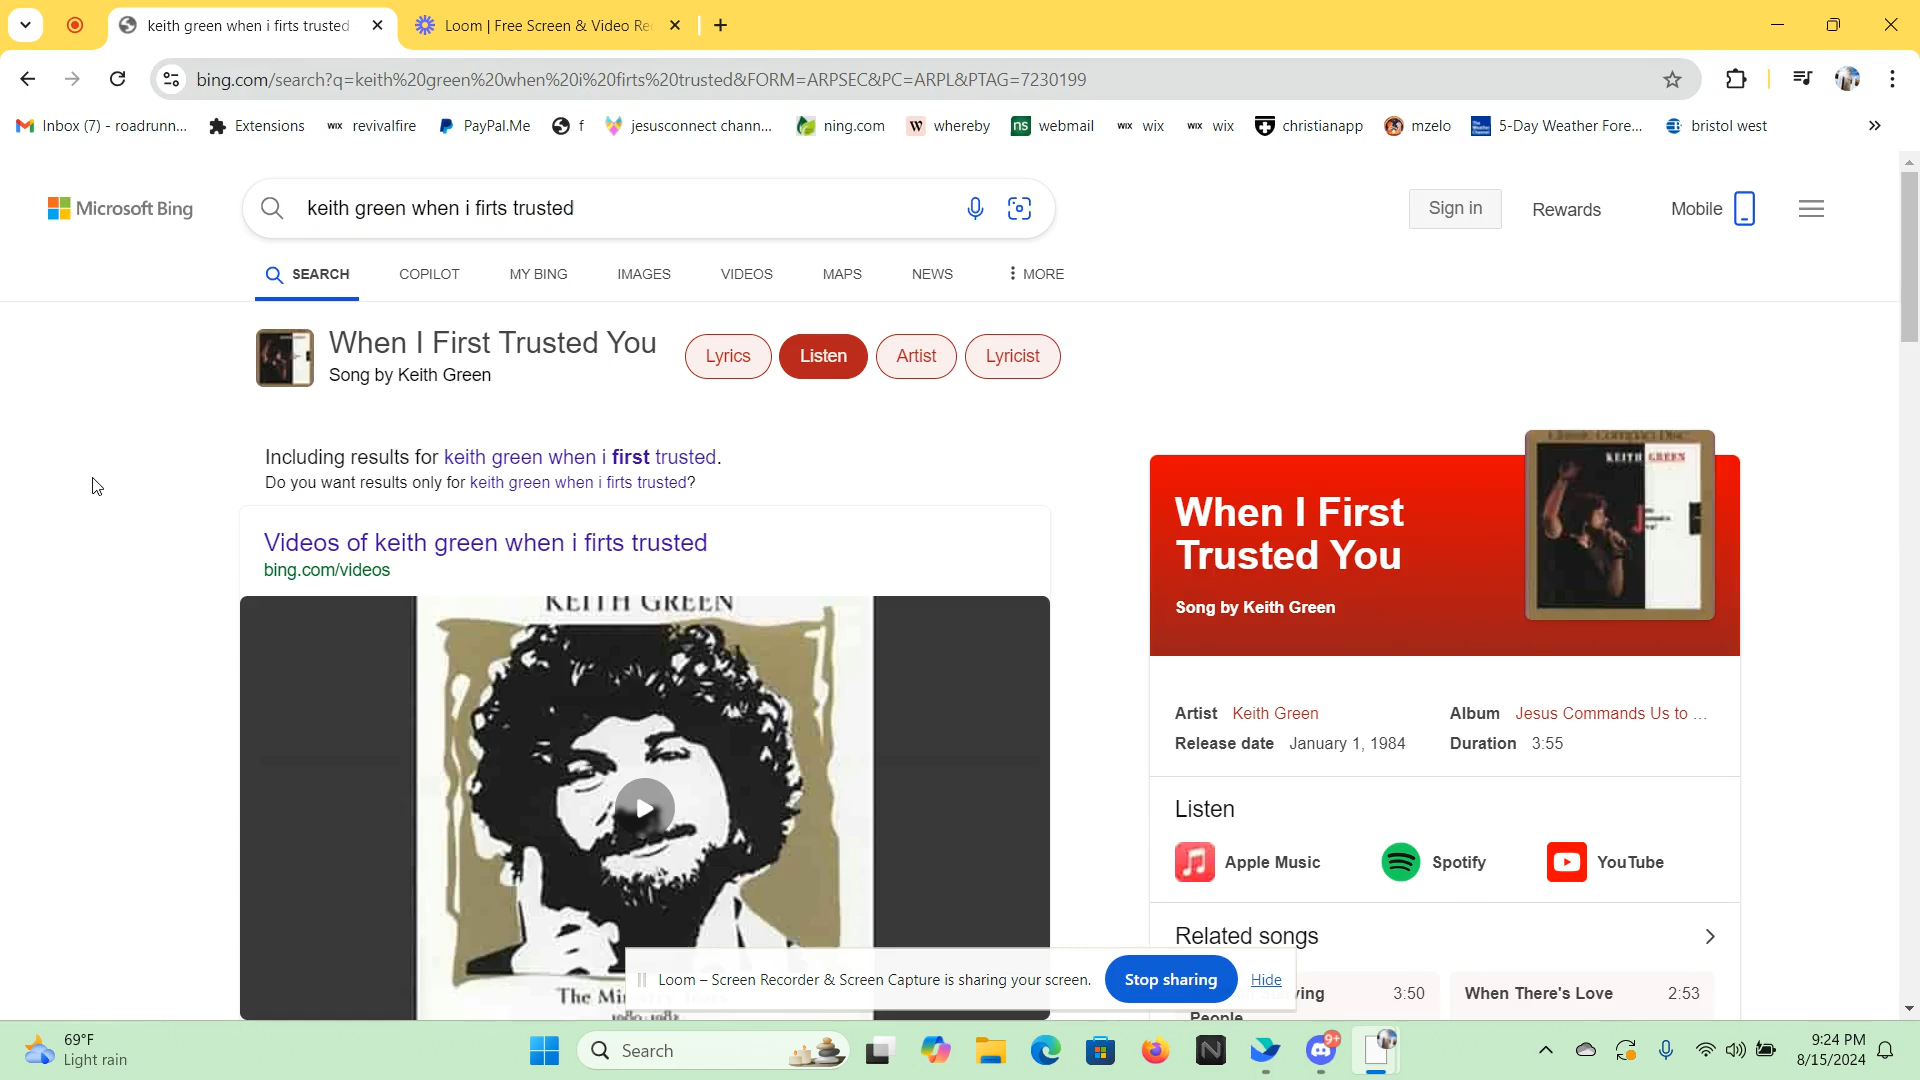 keith green when i firts trusted
Loom | Free Screen & Video Re
bing.com/search?q=keith%20green%20when%20i%20firts%20trusted&FORM=ARPSEC&PC=ARPL&PTAG=7230199
Inbox (7) - roadrunn... Extensions WiX revivalfire PayPal.Me f jesusconnect chann... ning.com W whereby ns webmail WiX wix WiX wix christianapp mzelo 5-Day Weather Fore... bristol west
Microsoft Bing
keith green when i firts trusted
Sign in Rewards Mobile
SEARCH COPILOT MY BING IMAGES VIDEOS MAPS NEWS MORE
When I First Trusted You
Song by Keith Green
Lyrics Listen Artist Lyricist
Including results for keith green when i first trusted.
Do you want results only for keith green when i firts trusted?
Videos of keith green when i firts trusted
bing.com/videos
KEITH GREEN
The Mi
KEITH GREEN
When I First
Trusted You
Song by Keith Green
Artist Keith Green Album Jesus Commands Us to ...
Release date January 1, 1984 Duration 3:55
Listen
Apple Music Spotify YouTube
Related songs
ying 3:50
People
When There's Love 2:53
Loom – Screen Recorder & Screen Capture is sharing your screen. Stop sharing Hide
69°F
Light rain
Search
9+
9:24 PM
8/15/2024